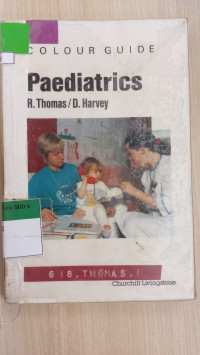 COLOUR GUIDE
Paediatrics
R. Thomas/D. Harvey
618. THOMAS. I
Churchill Livingstone